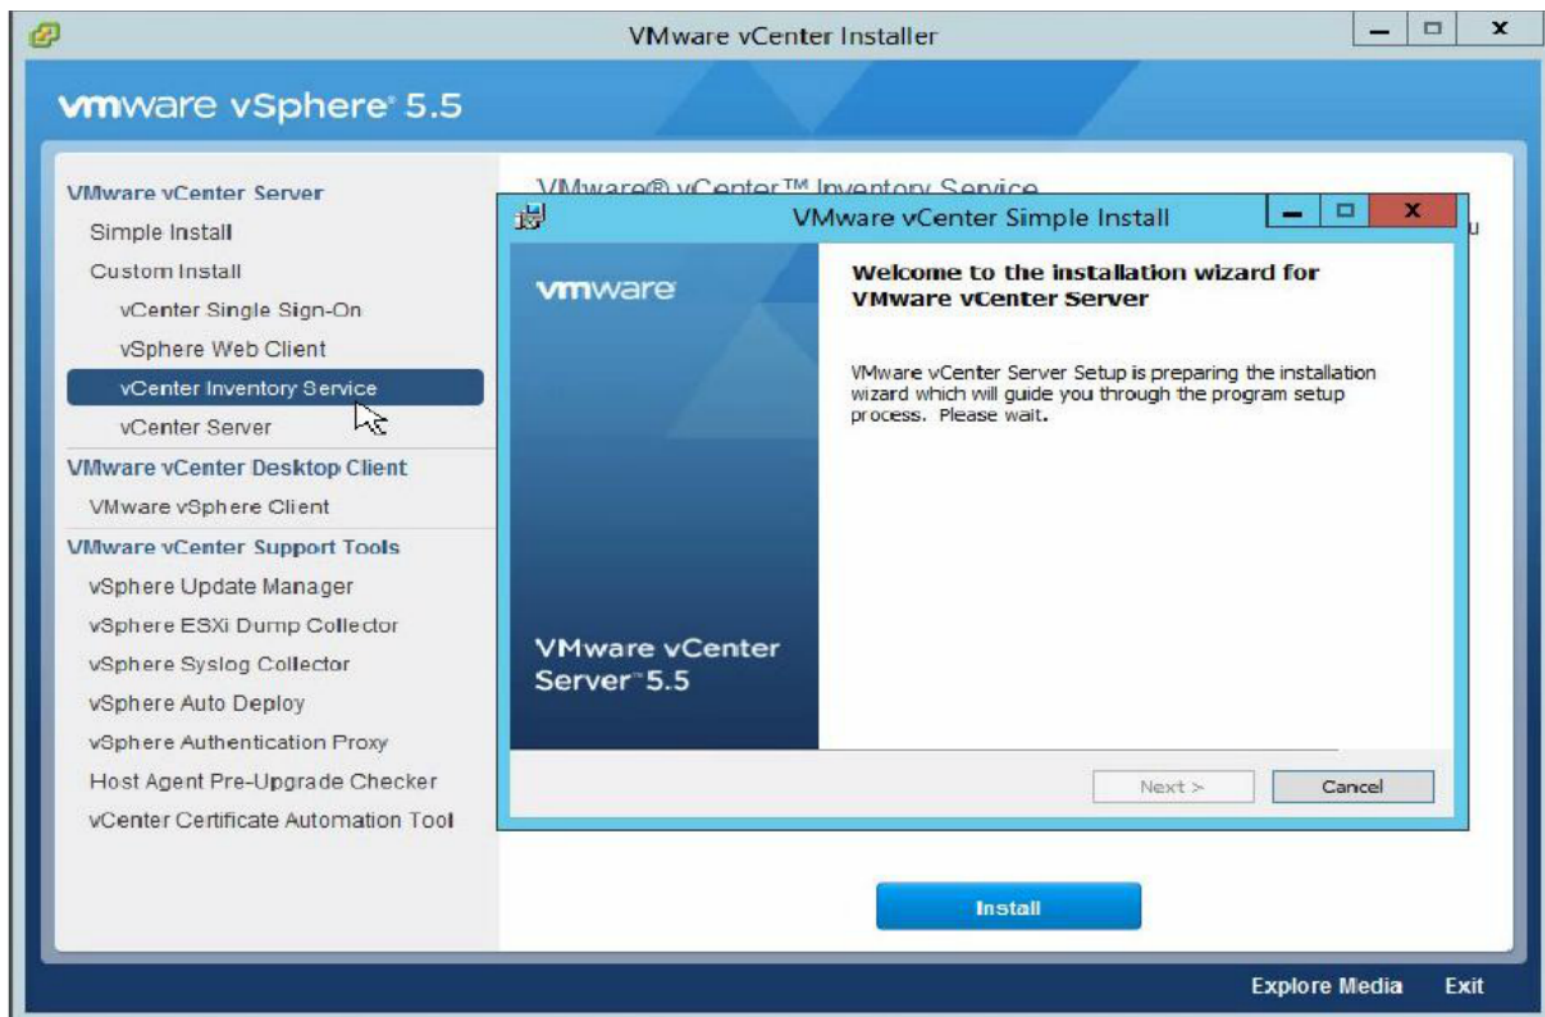 VMware vCenter Installer
vmware vSphere® 5.5
VMware vCenter Server
Simple Install
Custom Install
vCenter Single Sign-On
vSphere Web Client
vCenter Inventory Service
vCenter Server
VMware vCenter Desktop Client
VMware vSphere Client
VMware vCenter Support Tools
vSphere Update Manager
vSphere ESXi Dump Collector
vSphere Syslog Collector
vSphere Auto Deploy
vSphere Authentication Proxy
Host Agent Pre-Upgrade Checker
vCenter Certificate Automation Tool
VMware® vCenter™ Inventory Service
VMware vCenter Simple Install
vmware
Welcome to the installation wizard for
VMware vCenter Server
VMware vCenter Server Setup is preparing the installation
wizard which will guide you through the program setup
process. Please wait.
VMware vCenter
Server™ 5.5
Next >
Cancel
Install
Explore Media
Exit